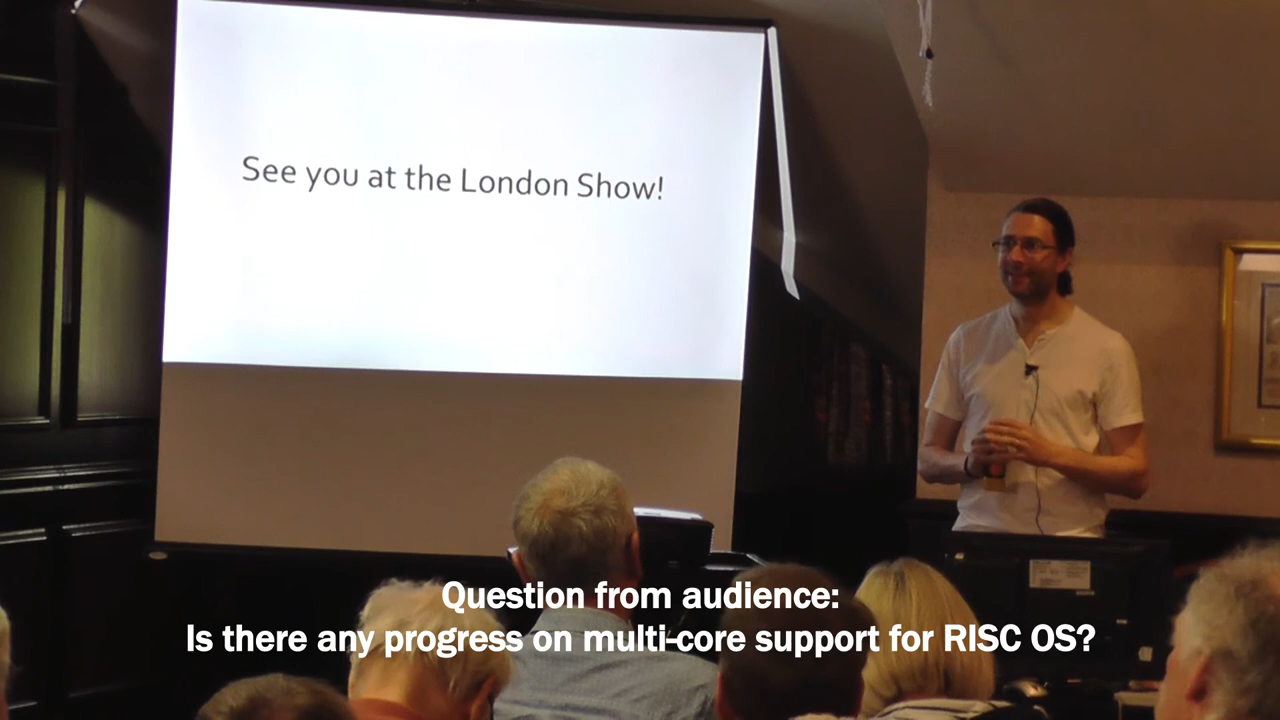 See you at the London Show!
Question from audience:
Is there any progress on multi-core support for RISC OS?